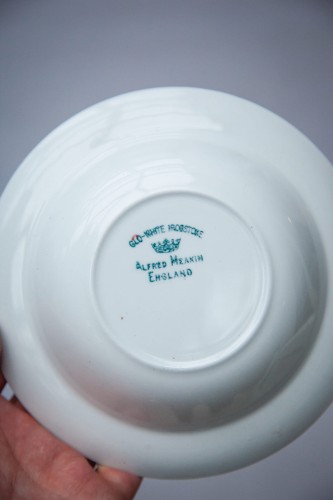 GLO-WHITE IRONSTONE
ALFRED MEAKIN
ENGLAND